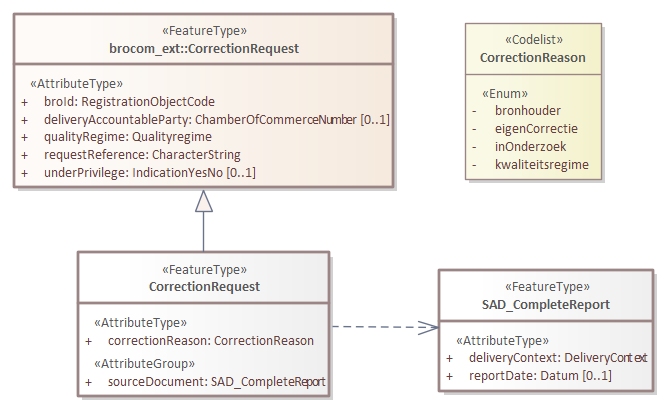 «FeatureType»
brocom_ext::CorrectionRequest
«AttributeType»
+ broId: RegistrationObjectCode
+ deliveryAccountableParty: ChamberOfCommerceNumber [0..1]
+ qualityRegime: Qualityregime
+ requestReference: CharacterString
+ underPrivilege: IndicationYesNo [0..1]
«Codelist»
CorrectionReason
«Enum»
- bronhouder
- eigenCorrectie
- inOnderzoek
- kwaliteitsregime
«FeatureType»
CorrectionRequest
«AttributeType»
+ correctionReason: CorrectionReason
«AttributeGroup»
+ sourceDocument: SAD_CompleteReport
«FeatureType»
SAD_CompleteReport
«AttributeType»
+ deliveryContext: DeliveryContext
+ reportDate: Datum [0..1]